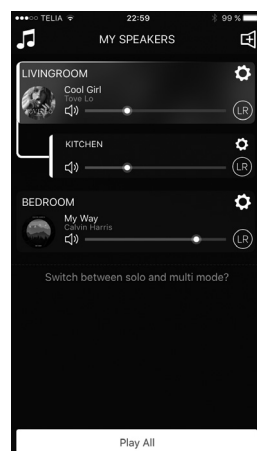 TELIA 22:59 99 %
MY SPEAKERS
LIVINGROOM
Cool Girl
Tove Lo
LR
KITCHEN
LR
BEDROOM
My Way
Calvin Harris
LR
Switch between solo and multi mode?
Play All